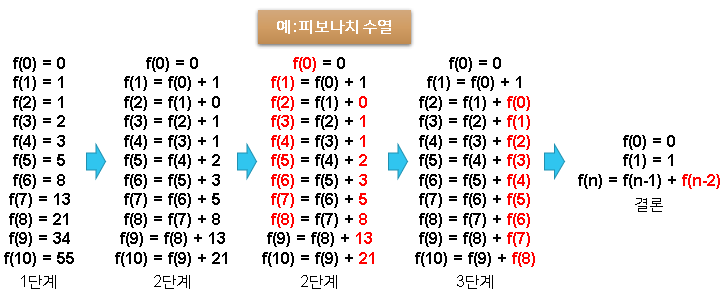 예:피보나치 수열
f(0) = 0
f(1) = 1
f(2) = 1
f(3) = 2
f(4) = 3
f(5) = 5
f(6) = 8
f(7) = 13
f(8) = 21
f(9) = 34
f(10) = 55
1단계
f(0) = 0
f(1) = f(0) + 1
f(2) = f(1) + 0
f(3) = f(2) + 1
f(4) = f(3) + 1
f(5) = f(4) + 2
f(6) = f(5) + 3
f(7) = f(6) + 5
f(8) = f(7) + 8
f(9) = f(8) + 13
f(10) = f(9) + 21
2단계
f(0) = 0
f(1) = f(0) + 1
f(2) = f(1) + 0
f(3) = f(2) + 1
f(4) = f(3) + 1
f(5) = f(4) + 2
f(6) = f(5) + 3
f(7) = f(6) + 5
f(8) = f(7) + 8
f(9) = f(8) + 13
f(10) = f(9) + 21
2단계
f(0) = 0
f(1) = f(0) + 1
f(2) = f(1) + f(0)
f(3) = f(2) + f(1)
f(4) = f(3) + f(2)
f(5) = f(4) + f(3)
f(6) = f(5) + f(4)
f(7) = f(6) + f(5)
f(8) = f(7) + f(6)
f(9) = f(8) + f(7)
f(10) = f(9) + f(8)
3단계
f(0) = 0
f(1) = 1
f(n) = f(n-1) + f(n-2)
결론